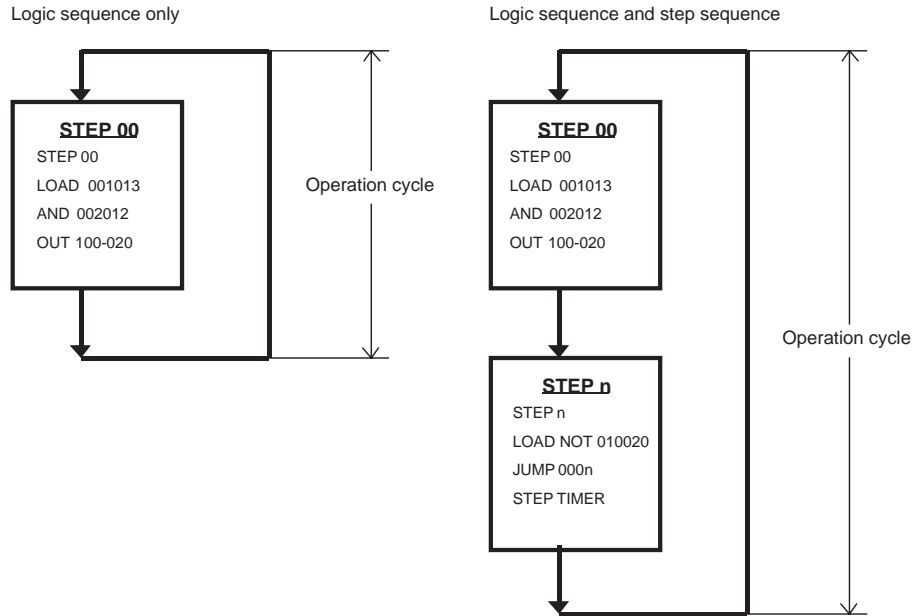 Logic sequence only
STEP 00
STEP 00
LOAD 001013
AND 002012
OUT 100-020
Operation cycle
Logic sequence and step sequence
STEP 00
STEP 00
LOAD 001013
AND 002012
OUT 100-020
STEP n
STEP n
LOAD NOT 010020
JUMP 000n
STEP TIMER
Operation cycle